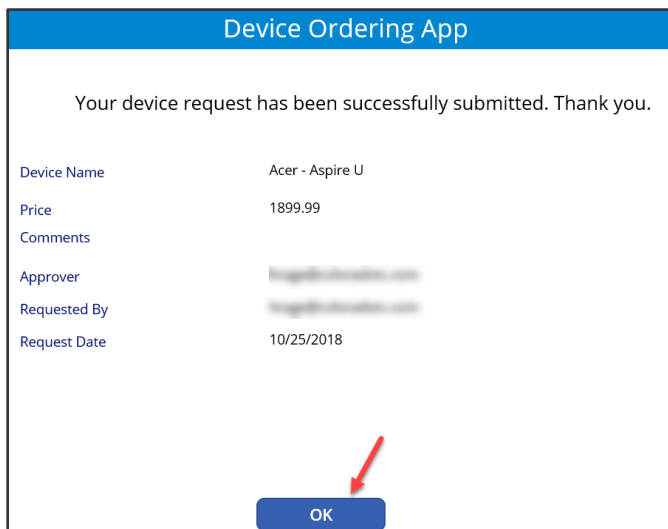 Device Ordering App
Your device request has been successfully submitted. Thank you.
Device Name Acer - Aspire U
Price 1899.99
Comments
Approver
Requested By
Request Date 10/25/2018
OK